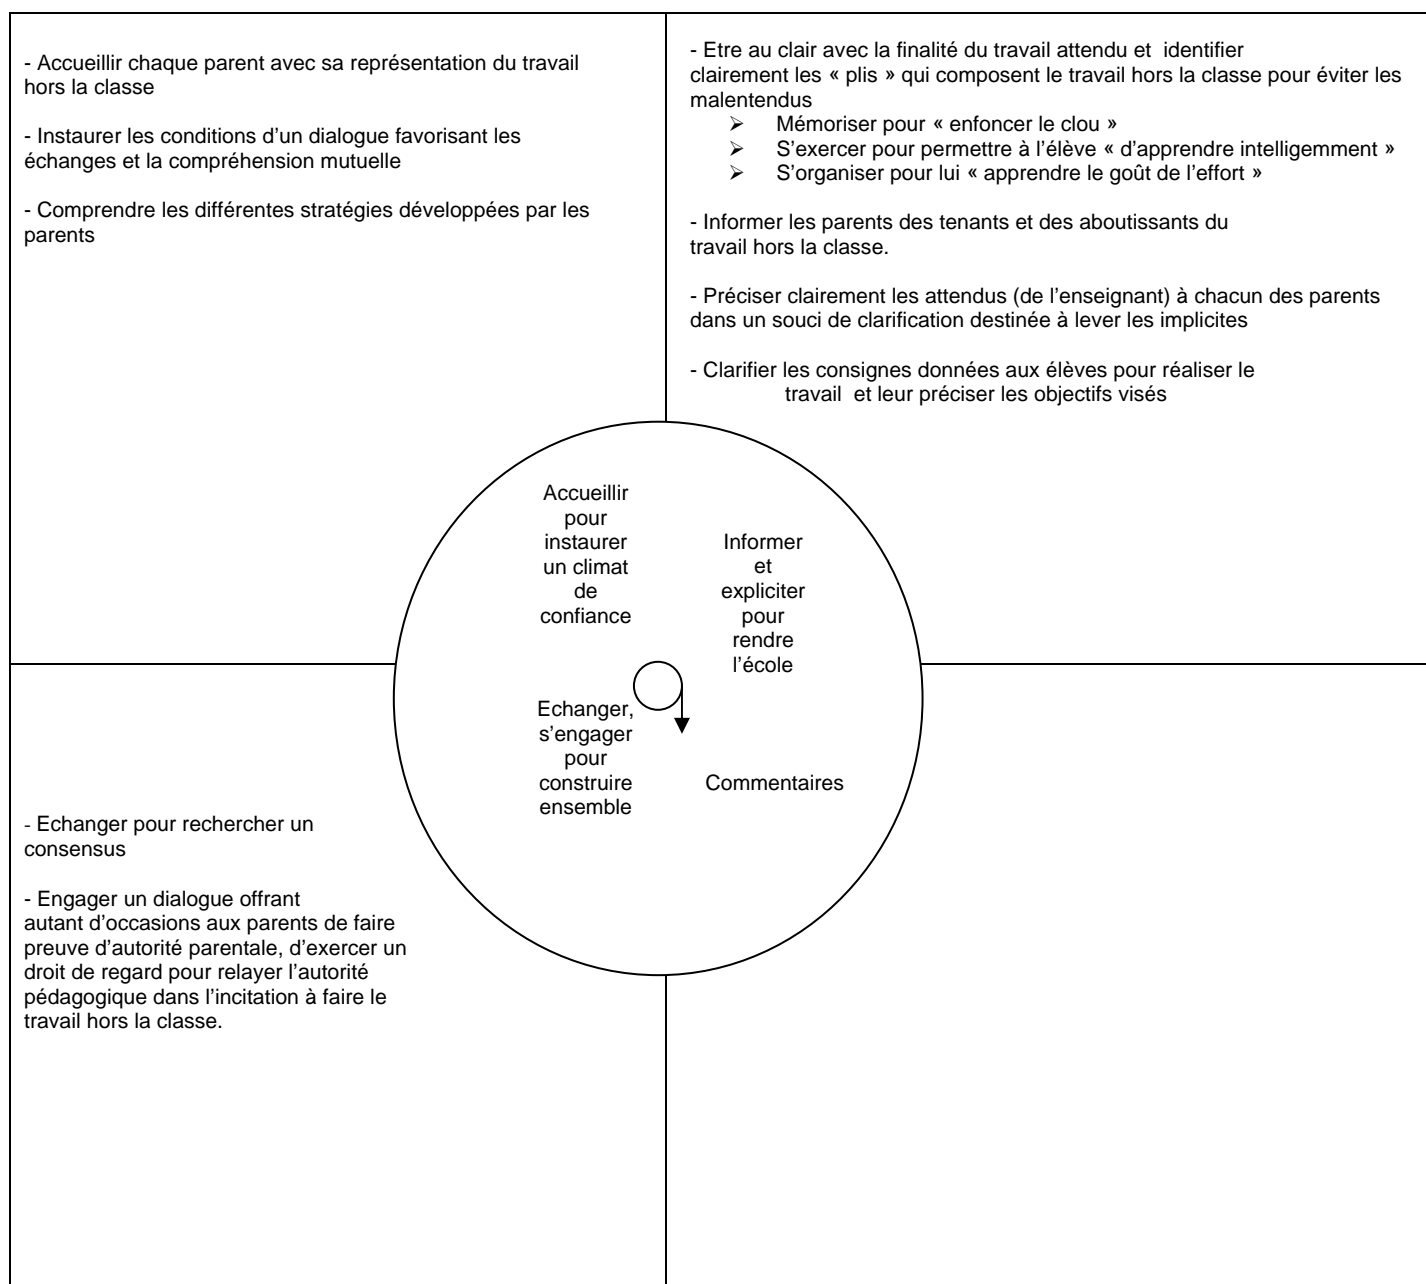 - Accueillir chaque parent avec sa représentation du travail
hors la classe
- Instaurer les conditions d’un dialogue favorisant les
échanges et la compréhension mutuelle
- Comprendre les différentes stratégies développées par les
parents
- Etre au clair avec la finalité du travail attendu et identifier
clairement les « plis » qui composent le travail hors la classe pour éviter les
malentendus
➢ Mémoriser pour « enfoncer le clou »
➢ S’exercer pour permettre à l’élève « d’apprendre intelligemment »
➢ S’organiser pour lui « apprendre le goût de l’effort »
- Informer les parents des tenants et des aboutissants du
travail hors la classe.
- Préciser clairement les attendus (de l’enseignant) à chacun des parents
dans un souci de clarification destinée à lever les implicites
- Clarifier les consignes données aux élèves pour réaliser le
travail et leur préciser les objectifs visés
Accueillir
pour
instaurer
un climat
de
confiance
Informer
et
expliciter
pour
rendre
l’école
Echanger,
s’engager
pour
construire
ensemble
Commentaires
- Echanger pour rechercher un
consensus
- Engager un dialogue offrant
autant d’occasions aux parents de faire
preuve d’autorité parentale, d’exercer un
droit de regard pour relayer l’autorité
pédagogique dans l’incitation à faire le
travail hors la classe.